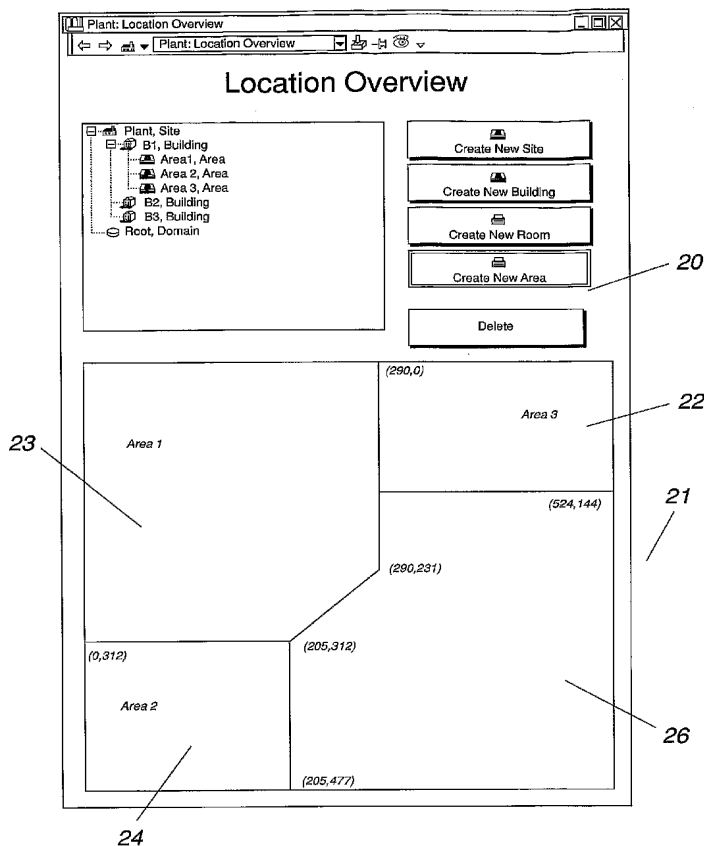 Plant: Location Overview
Plant: Location Overview
Location Overview
Plant, Site
B1, Building
Area1, Area
Area 2, Area
Area 3, Area
B2, Building
B3, Building
Root, Domain
Create New Site
Create New Building
Create New Room
Create New Area
Delete
20
(290,0)
Area 3
22
23
Area 1
(524,144)
21
(290,231)
(0,312)
(205,312)
Area 2
26
(205,477)
24